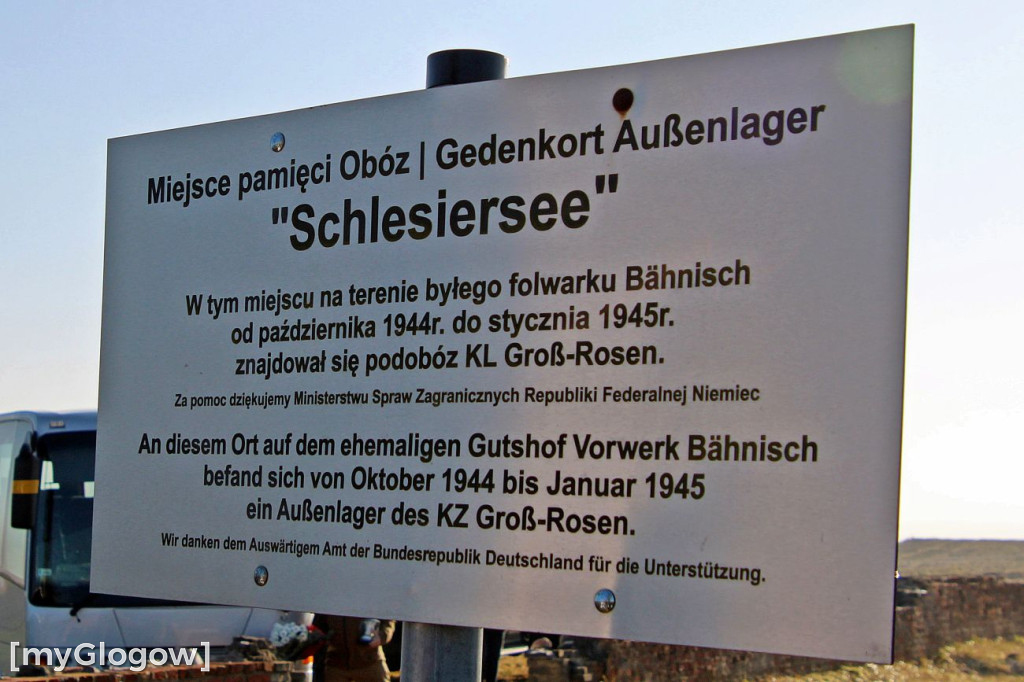 Miejsce pamięci Obóz | Gedenkort Außenlager
"Schlesiersee"
W tym miejscu na terenie byłego folwarku Bähnisch
od października 1944r. do stycznia 1945r.
znajdował się podobóz KL Groß-Rosen.
Za pomoc dziękujemy Ministerstwu Spraw Zagranicznych Republiki Federalnej Niemiec
An diesem Ort auf dem ehemaligen Gutshof Vorwerk Bähnisch
befand sich von Oktober 1944 bis Januar 1945
ein Außenlager des KZ Groß-Rosen.
Wir danken dem Auswärtigem Amt der Bundesrepublik Deutschland für die Unterstützung.
[myGlogow]